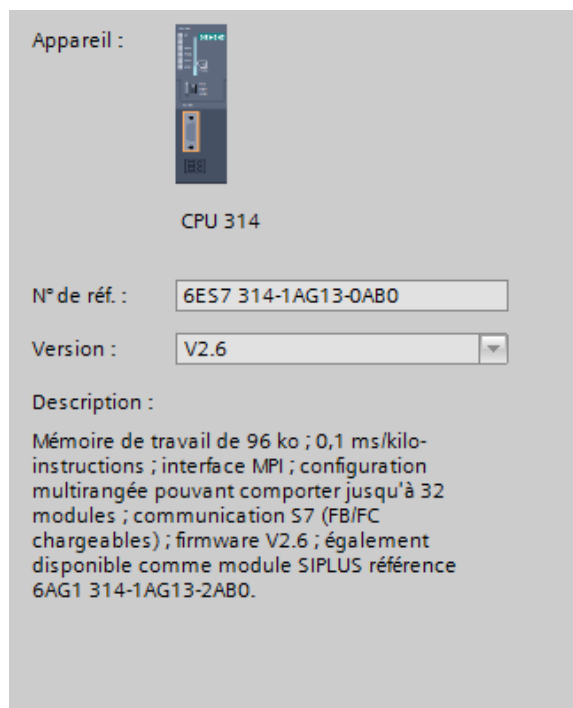 Appareil :
SIEMENS
CPU 314
N° de réf. :
6ES7 314-1AG13-0AB0
Version :
V2.6
Description :
Mémoire de travail de 96 ko ; 0,1 ms/kilo-
instructions ; interface MPI ; configuration
multirangée pouvant comporter jusqu'à 32
modules ; communication S7 (FB/FC
chargeables) ; firmware V2.6 ; également
disponible comme module SIPLUS référence
6AG1 314-1AG13-2AB0.